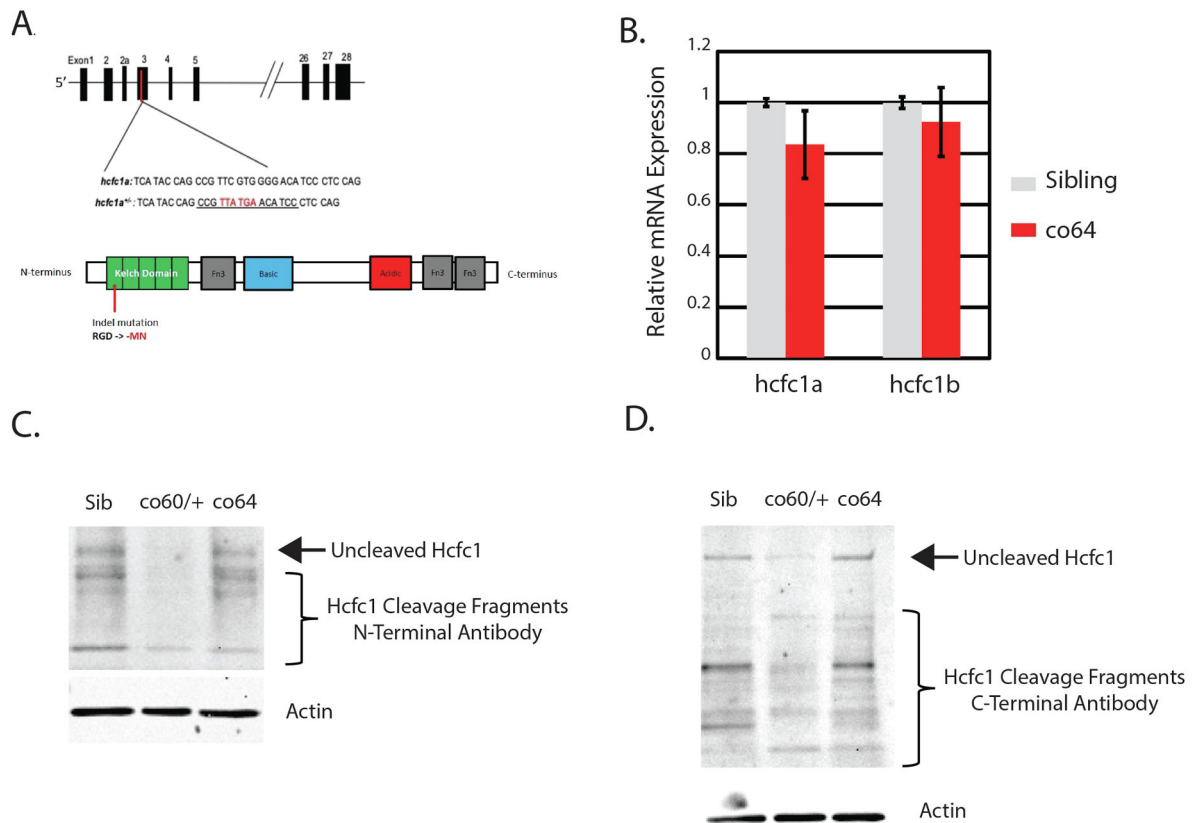 A.
Exon1 2 2a 3 4 5 26 27 28
5'
hcfc1a: TCA TAC CAG CCG TTC GTG GGG ACA TCC CTC CAG
hcfc1a+/-: TCA TAC CAG CCG TTA TGA ACA TCC CTC CAG
N-terminus Kelch Domain Fn3 Basic Acidic Fn3 Fn3 C-terminus
Indel mutation
RGD -> -MN
B.
Relative mRNA Expression
1.2
1
0.8
0.6
0.4
0.2
0
hcfc1a hcfc1b
Sibling
co64
C.
Sib co60/+ co64
Uncleaved Hcfc1
Hcfc1 Cleavage Fragments
N-Terminal Antibody
Actin
D.
Sib co60/+ co64
Uncleaved Hcfc1
Hcfc1 Cleavage Fragments
C-Terminal Antibody
Actin